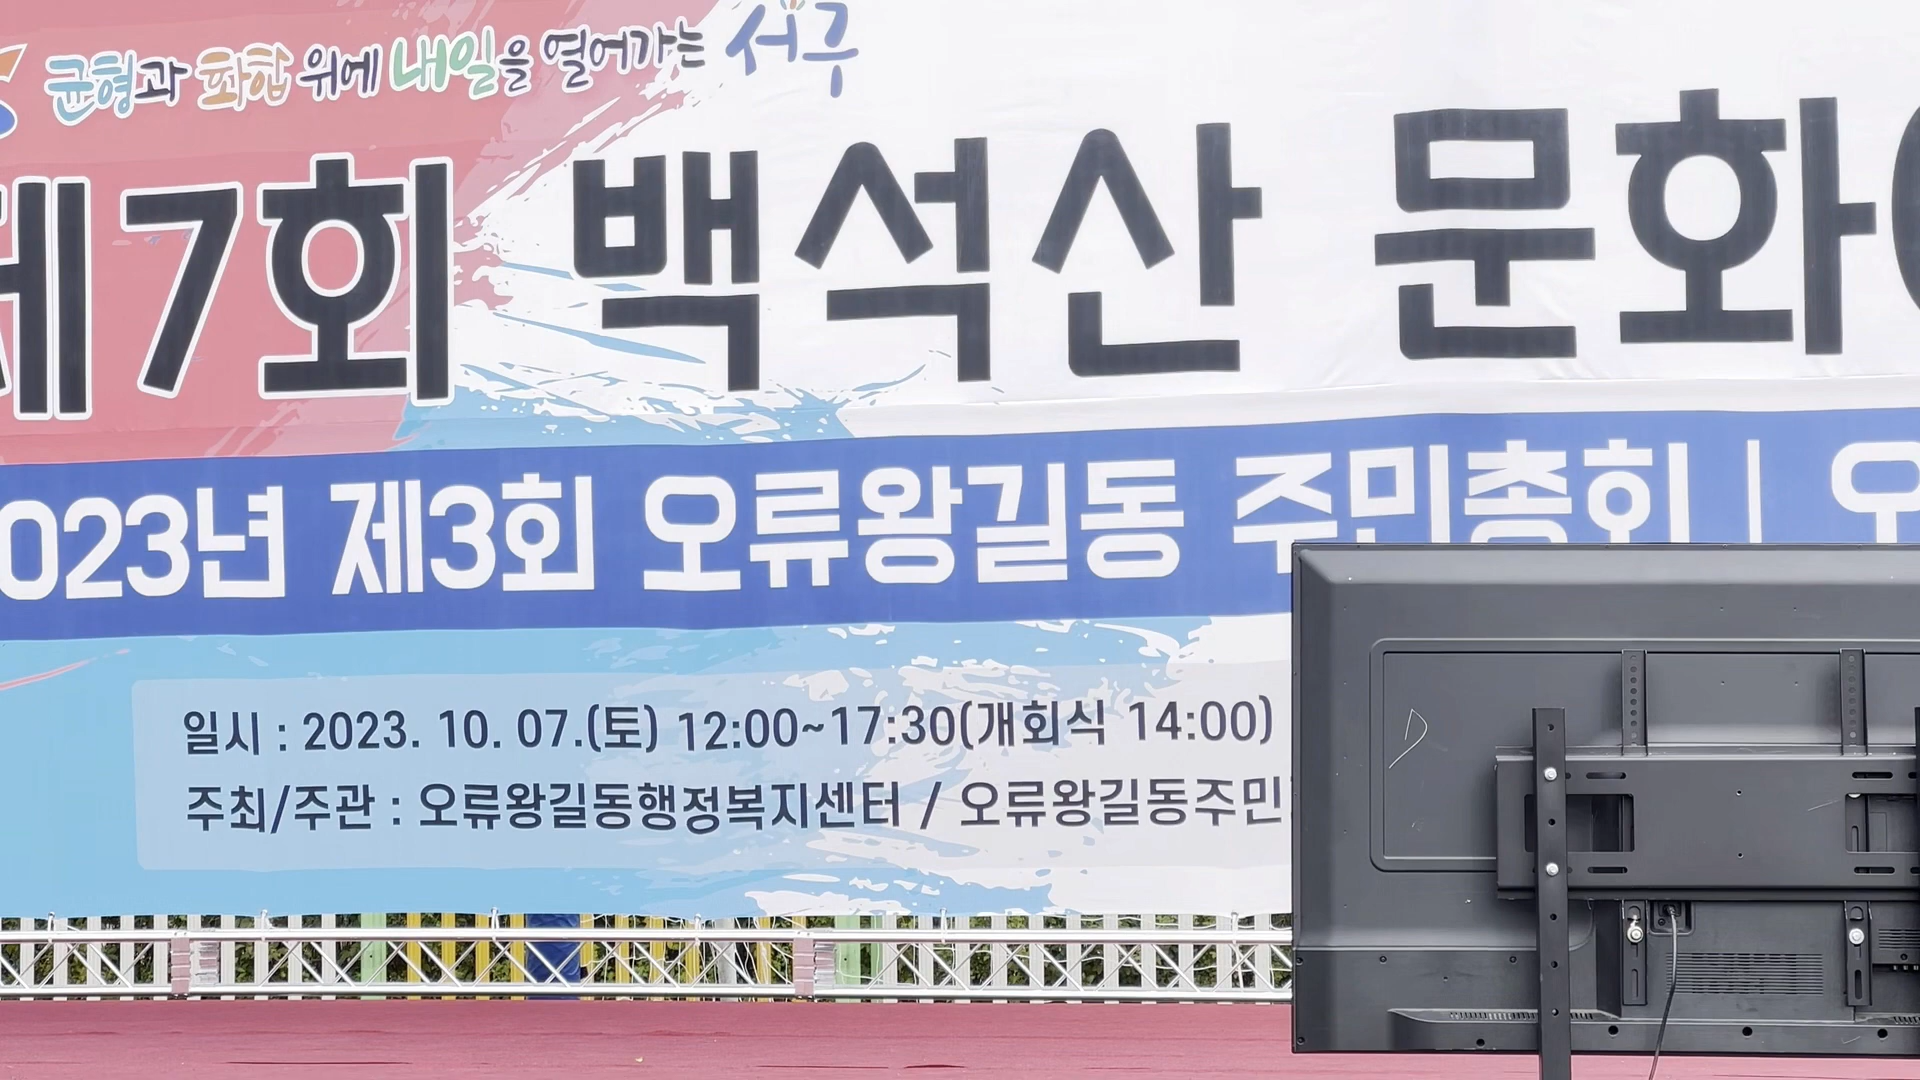 균형과 화합 위에 내일을 열어가는 서구
제7회 백석산 문화
2023년 제3회 오류왕길동 주민총회 | 오
일시 : 2023. 10. 07.(토) 12:00~17:30(개회식 14:00)
주최/주관 : 오류왕길동행정복지센터 / 오류왕길동주민